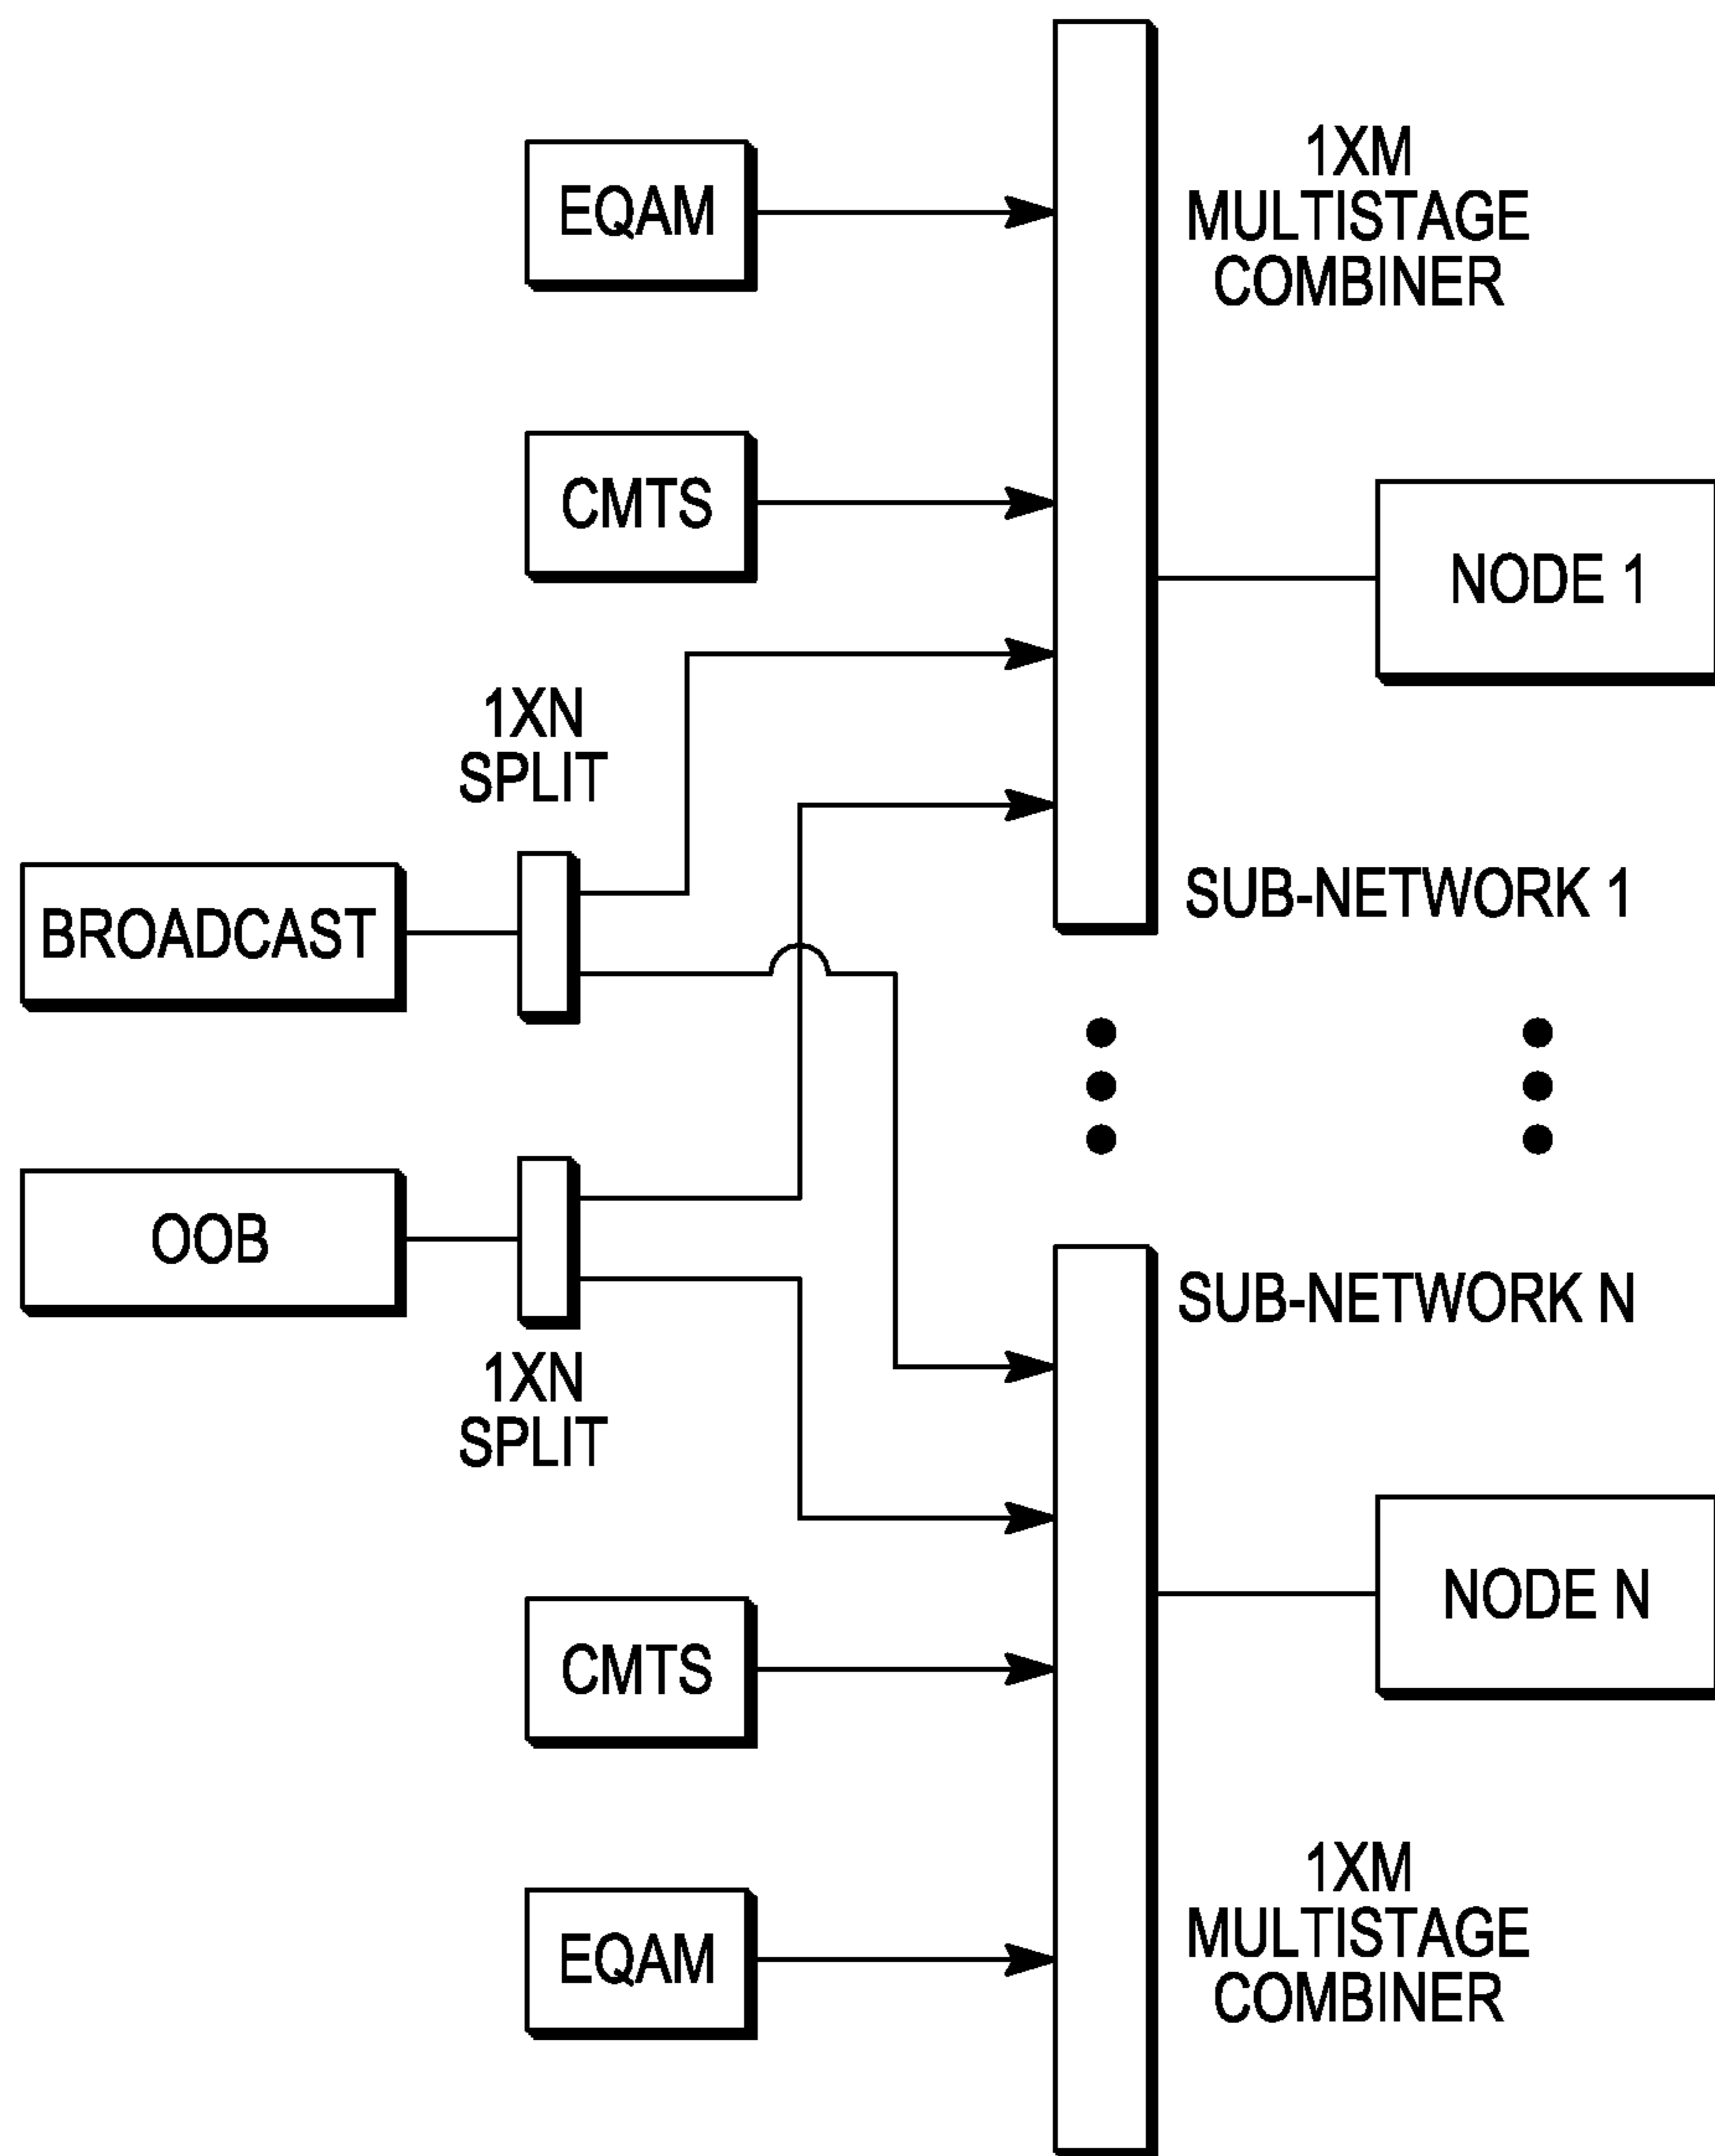 EQAM
1XM
MULTISTAGE
COMBINER
CMTS
NODE 1
1XN
SPLIT
BROADCAST
SUB-NETWORK 1
OOB
SUB-NETWORK N
1XN
SPLIT
CMTS
NODE N
EQAM
1XM
MULTISTAGE
COMBINER